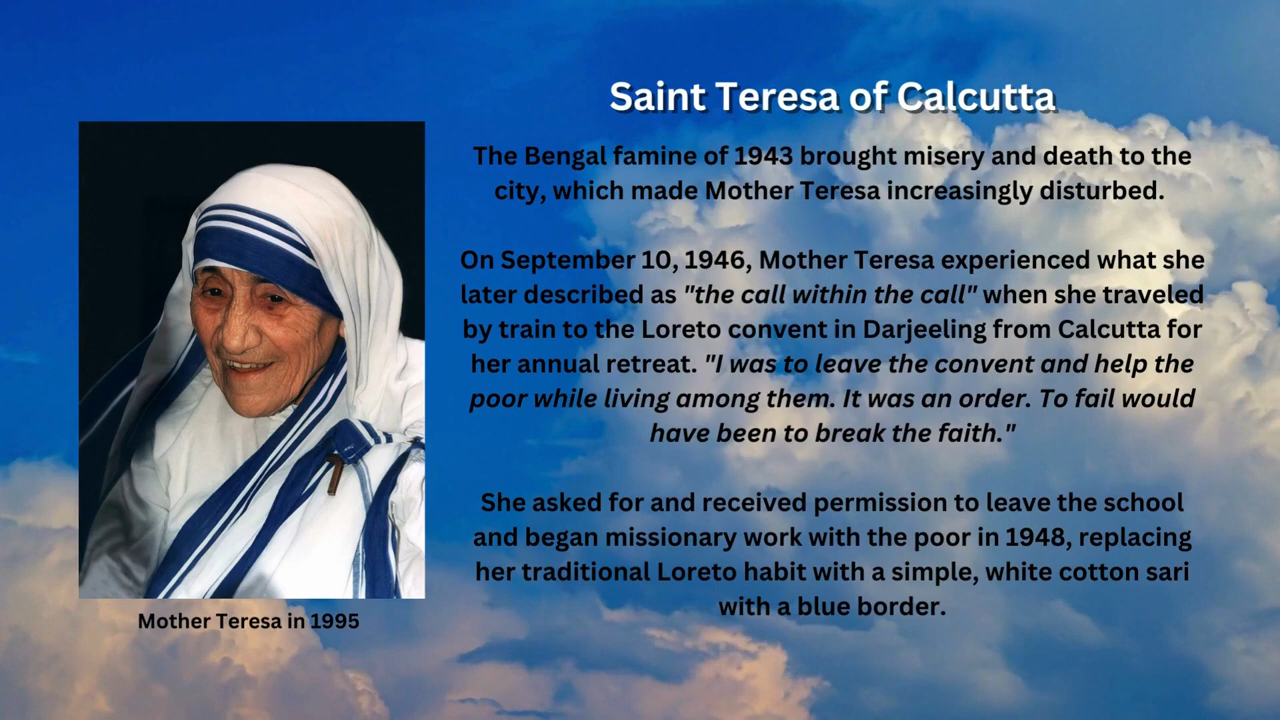 Saint Teresa of Calcutta
The Bengal famine of 1943 brought misery and death to the
city, which made Mother Teresa increasingly disturbed.
On September 10, 1946, Mother Teresa experienced what she
later described as "the call within the call" when she traveled
by train to the Loreto convent in Darjeeling from Calcutta for
her annual retreat. "I was to leave the convent and help the
poor while living among them. It was an order. To fail would
have been to break the faith."
She asked for and received permission to leave the school
and began missionary work with the poor in 1948, replacing
her traditional Loreto habit with a simple, white cotton sari
with a blue border.
Mother Teresa in 1995